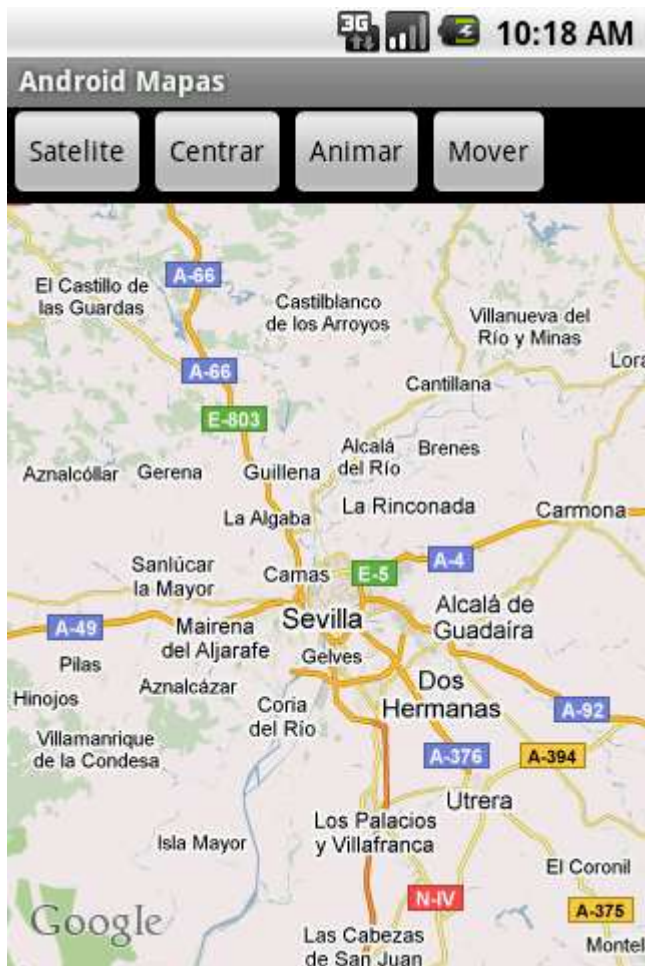 3G
10:18 AM
Android Mapas
Satelite
Centrar
Animar
Mover
A-66
El Castillo de
las Guardas
Castilblanco
de los Arroyos
Villanueva del
Río y Minas
Lora
A-66
Cantillana
E-803
Alcalá
del Río
Brenes
Aznalcóllar
Gerena
Guillena
La Algaba
La Rinconada
Carmona
Sanlúcar
la Mayor
Camas
E-5
A-4
A-49
Mairena
del Aljarafe
Sevilla
Alcalá de
Guadaíra
Pilas
Gelves
Hinojos
Aznalcázar
Coria
del Río
Dos
Hermanas
A-92
Villamanrique
de la Condesa
A-376
A-394
Utrera
Isla Mayor
Los Palacios
y Villafranca
El Coronil
N-IV
A-375
Google
Las Cabezas
de San Juan
Montel